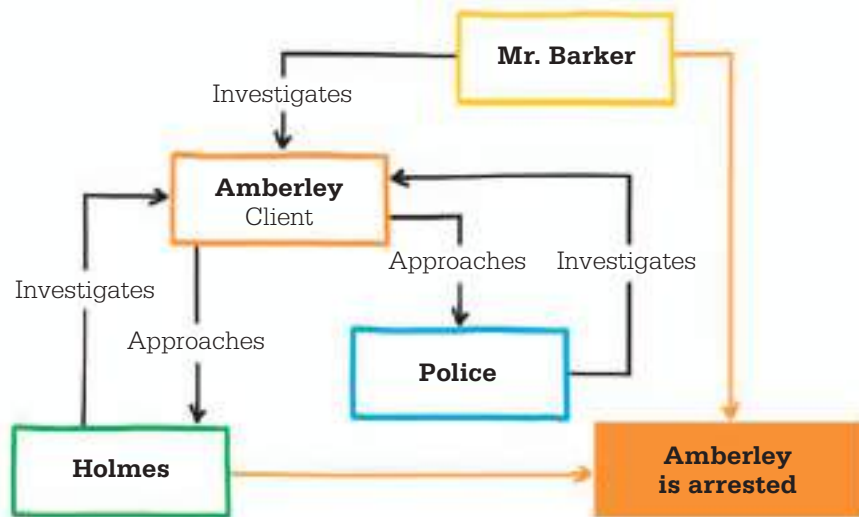 Mr. Barker
Investigates
Amberley
Client
Approaches
Investigates
Investigates
Approaches
Police
Holmes
Amberley
is arrested